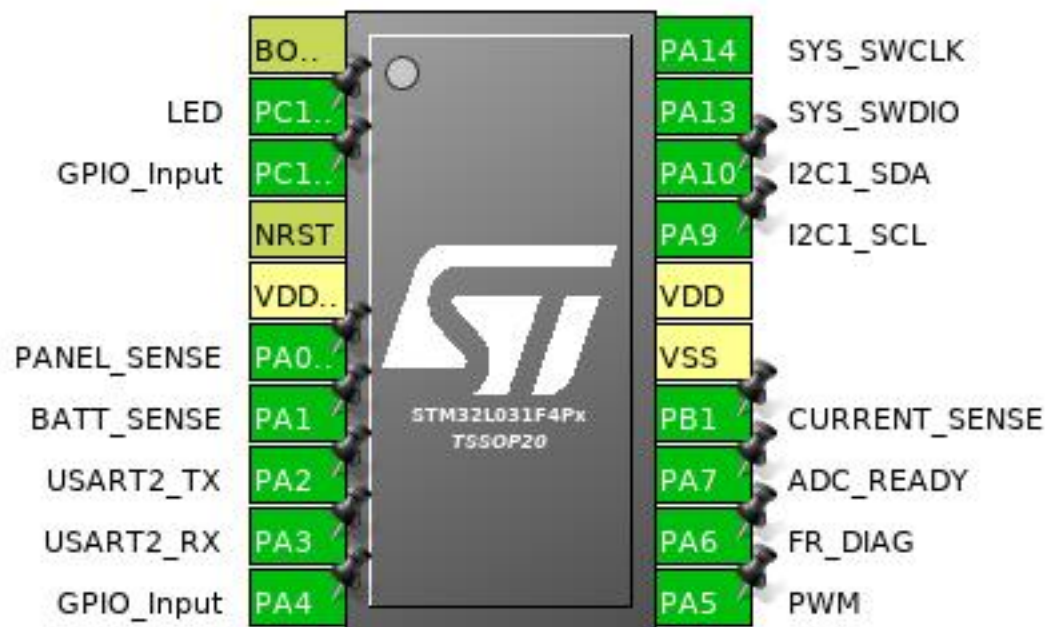 BO..
PA14 SYS_SWCLK
LED PC1..
PA13 SYS_SWDIO
GPIO_Input PC1..
PA10 I2C1_SDA
NRST
PA9 I2C1_SCL
VDD..
VDD
PANEL_SENSE PA0..
VSS
BATT_SENSE PA1
PB1 CURRENT_SENSE
USART2_TX PA2
PA7 ADC_READY
USART2_RX PA3
PA6 FR_DIAG
GPIO_Input PA4
PA5 PWM
ST
STM32L031F4Px
TSSOP20